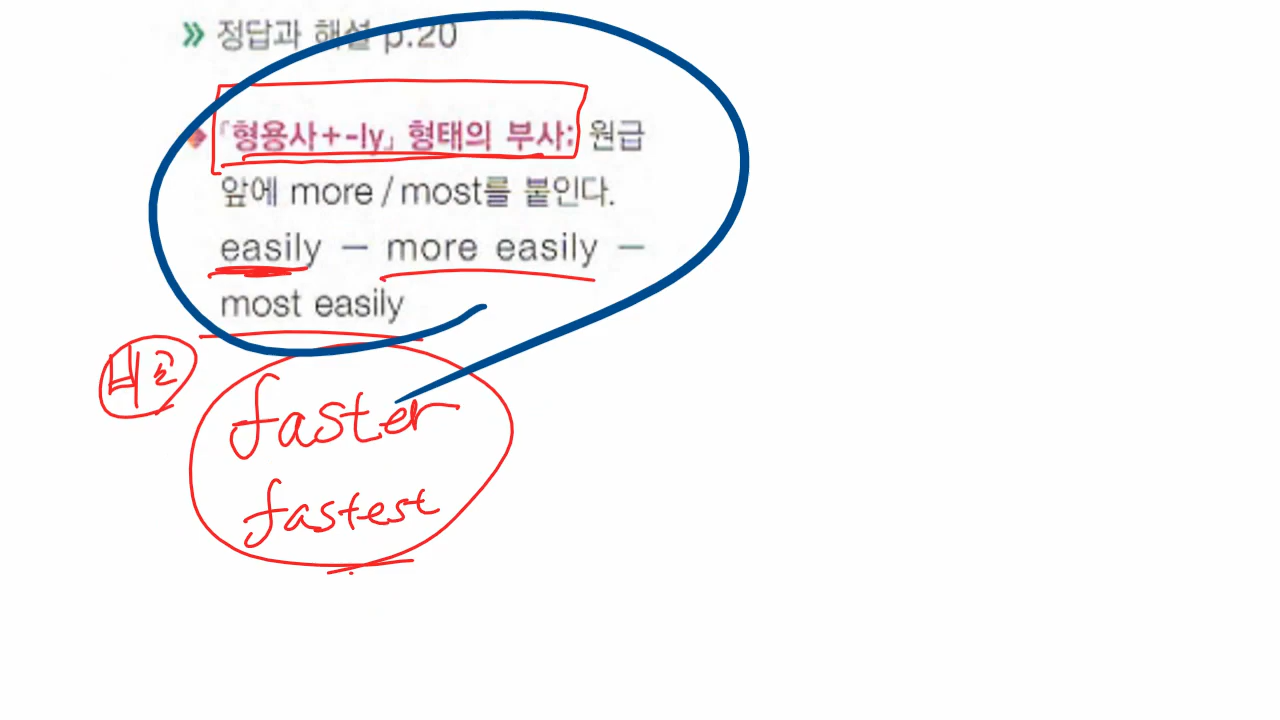 » 정답과 해설 p.20
◆ 「형용사+-ly」 형태의 부사: 원급
앞에 more / most를 붙인다.
easily – more easily –
most easily
비교
faster
fastest